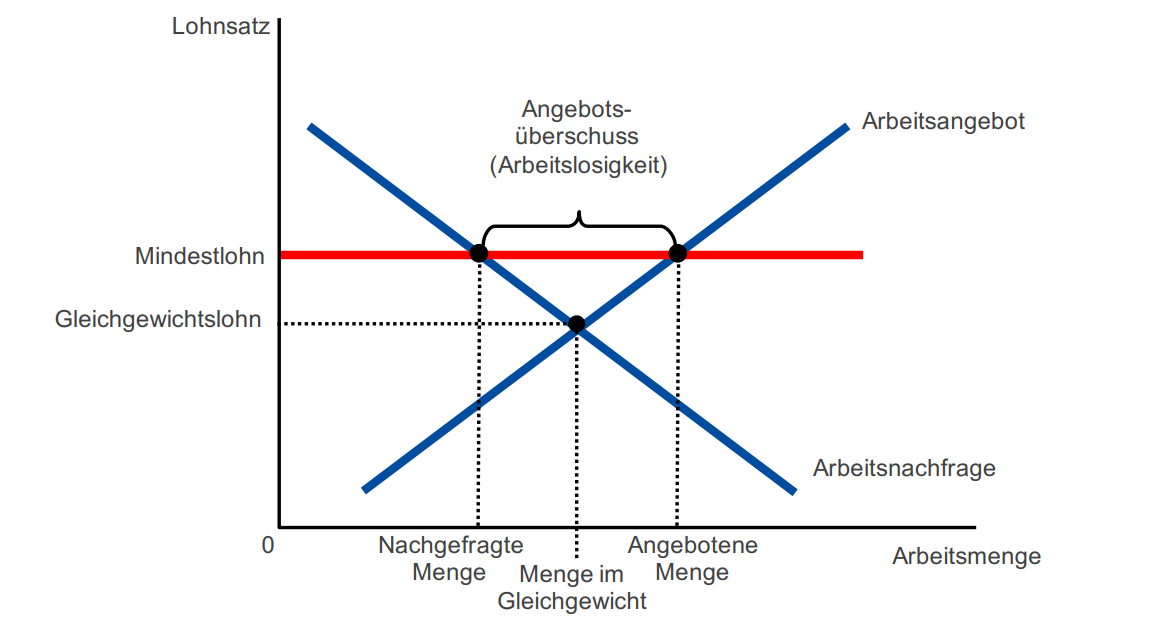 Lohnsatz
Angebots-
überschuss
(Arbeitslosigkeit)
Arbeitsangebot
Mindestlohn
Gleichgewichtslohn
Arbeitsnachfrage
0
Nachgefragte
Menge
Menge im
Gleichgewicht
Angebotene
Menge
Arbeitsmenge